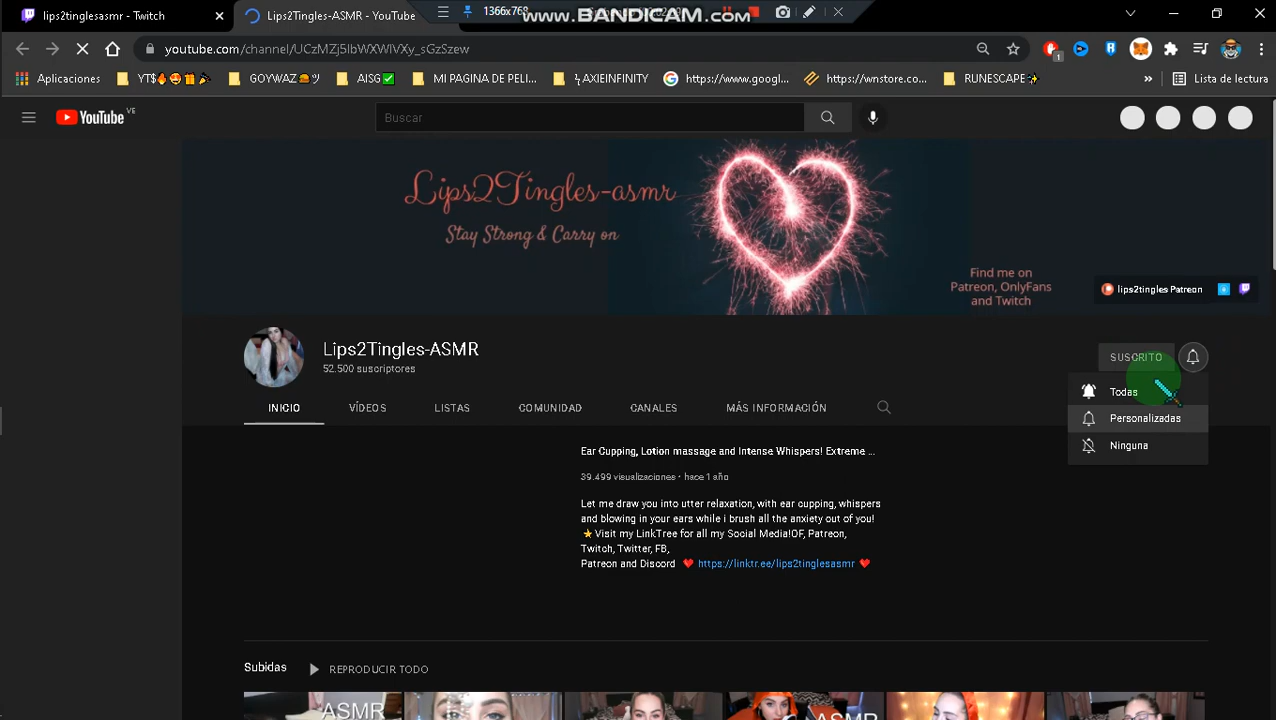 lips2tinglesasmr - Twitch
Lips2Tingles-ASMR - YouTube
1366x768
www.BANDICAM.com
youtube.com/channel/UCzMZj5IbWXWIVXy_sGzSzew
1
Aplicaciones
YT$
GOYWAZ
AISG
MI PAGINA DE PELI...
AXIEINFINITY
https://www.googl...
https://wnstore.co...
RUNESCAPE
»
Lista de lectura
YouTube VE
Buscar
Lips2Tingles-asmr
Stay Strong & Carry on
Find me on
Patreon, OnlyFans
and Twitch
lips2tingles Patreon
Lips2Tingles-ASMR
52.500 suscriptores
SUSCRITO
Todas
Personalizadas
Ninguna
INICIO VÍDEOS LISTAS COMUNIDAD CANALES MÁS INFORMACIÓN
Ear Cupping, Lotion massage and Intense Whispers! Extreme ...
39.499 visualizaciones • hace 1 año
Let me draw you into utter relaxation, with ear cupping, whispers
and blowing in your ears while i brush all the anxiety out of you!
⭐Visit my LinkTree for all my Social Media!OF, Patreon,
Twitch, Twitter, FB,
Patreon and Discord ❤ https://linktr.ee/lips2tinglesasmr ❤
Subidas
REPRODUCIR TODO
ASMR
ASMR